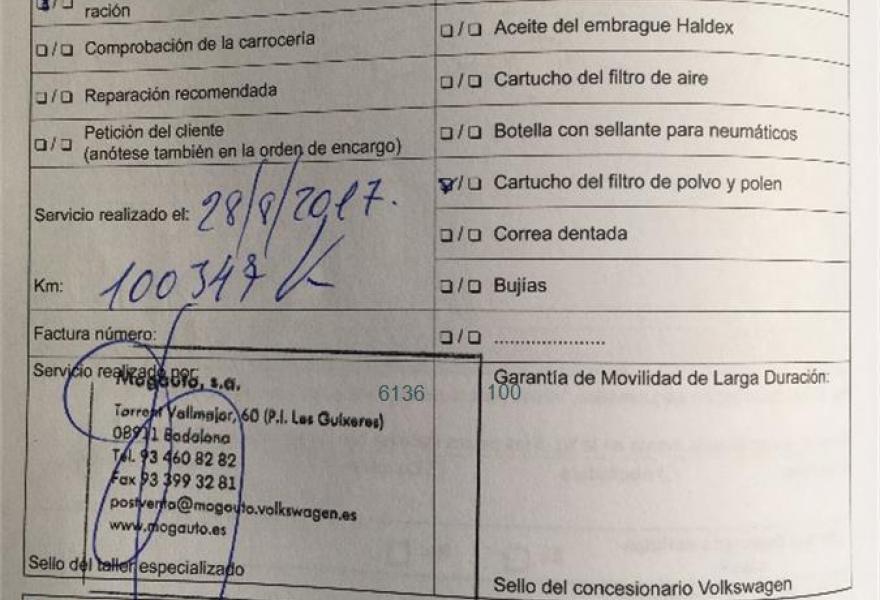 ración
☐/☐ Comprobación de la carrocería
☐/☐ Reparación recomendada
☐/☐ Petición del cliente
(anótese también en la orden de encargo)
Servicio realizado el: 28/8/2017.
Km: 100347 K
Factura número:
Servicio realizado por:
Mogauto, s.a.
Torrent Vallmajor, 60 (P.I. Les Guixeres)
08911 Badalona
Tél. 93 460 82 82
Fax 93 399 32 81
postventa@mogauto.volkswagen.es
www.mogauto.es
Sello del taller especializado
☐/☐ Aceite del embrague Haldex
☐/☐ Cartucho del filtro de aire
☐/☐ Botella con sellante para neumáticos
☑/☐ Cartucho del filtro de polvo y polen
☐/☐ Correa dentada
☐/☐ Bujías
☐/☐ ......................
Garantía de Movilidad de Larga Duración:
6136 100
Sello del concesionario Volkswagen